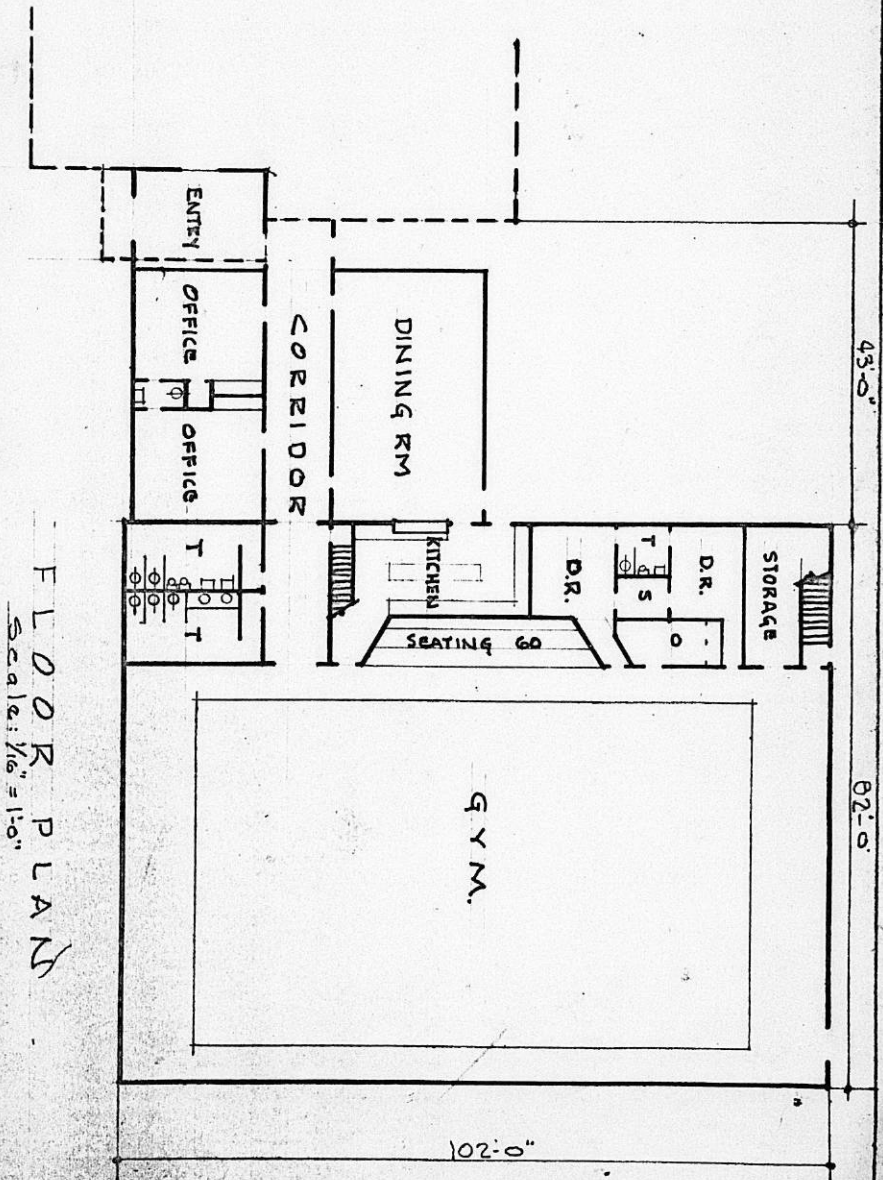 ENTRY
OFFICE
OFFICE
CORRIDOR
DINING RM
KITCHEN
SEATING 60
D.R.
T
S
D.R.
O
STORAGE
T
T
GYM.
43'-0"
82'-0"
102'-0"
FLOOR PLAN
Scale: 1/16" = 1'-0"